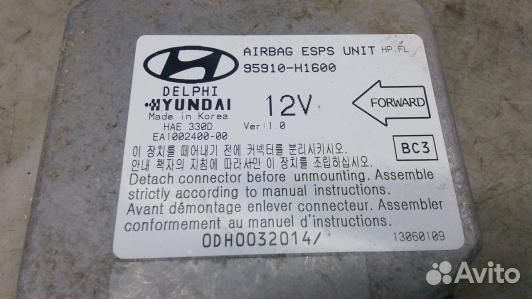 AIRBAG ESPS UNIT HP.FL
95910-H1600
DELPHI
HYUNDAI
Made in Korea
HAE 330D
EA1002400-00
12V
Ver:1.0
FORWARD
이 장치를 떼어내기 전에 커넥터를 분리시키시오.
안내 책자의 지침에 따라서만 이 장치를 조립하십시오.
BC3
Detach connector before unmounting. Assemble
strictly according to manual instructions.
Avant démontage enlever connecteur. Assembler
conformement au manuel d'instructions.
ODH0032014/
13060109
Avito